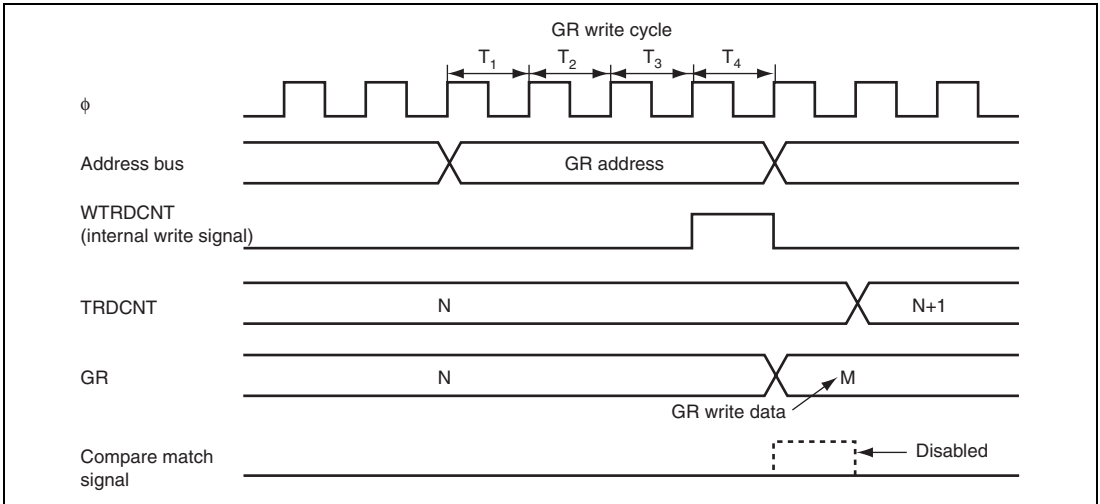 GR write cycle
T1 T2 T3 T4
ϕ
Address bus
GR address
WTRDCNT
(internal write signal)
TRDCNT
N
N+1
GR
N
M
GR write data
Compare match
signal
Disabled